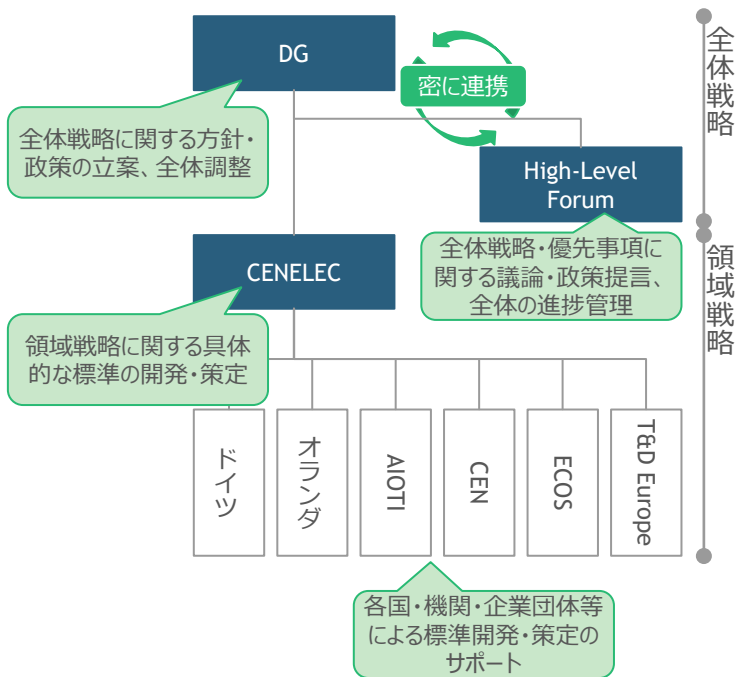 DG
密に連携
全体戦略に関する方針・
政策の立案、全体調整
High-Level
Forum
全体戦略・優先事項に
関する議論・政策提言、
全体の進捗管理
CENELEC
領域戦略に関する具体
的な標準の開発・策定
ドイツ
オランダ
AIOTI
CEN
ECOS
T&D Europe
各国・機関・企業団体等
による標準開発・策定の
サポート
全体戦略
領域戦略